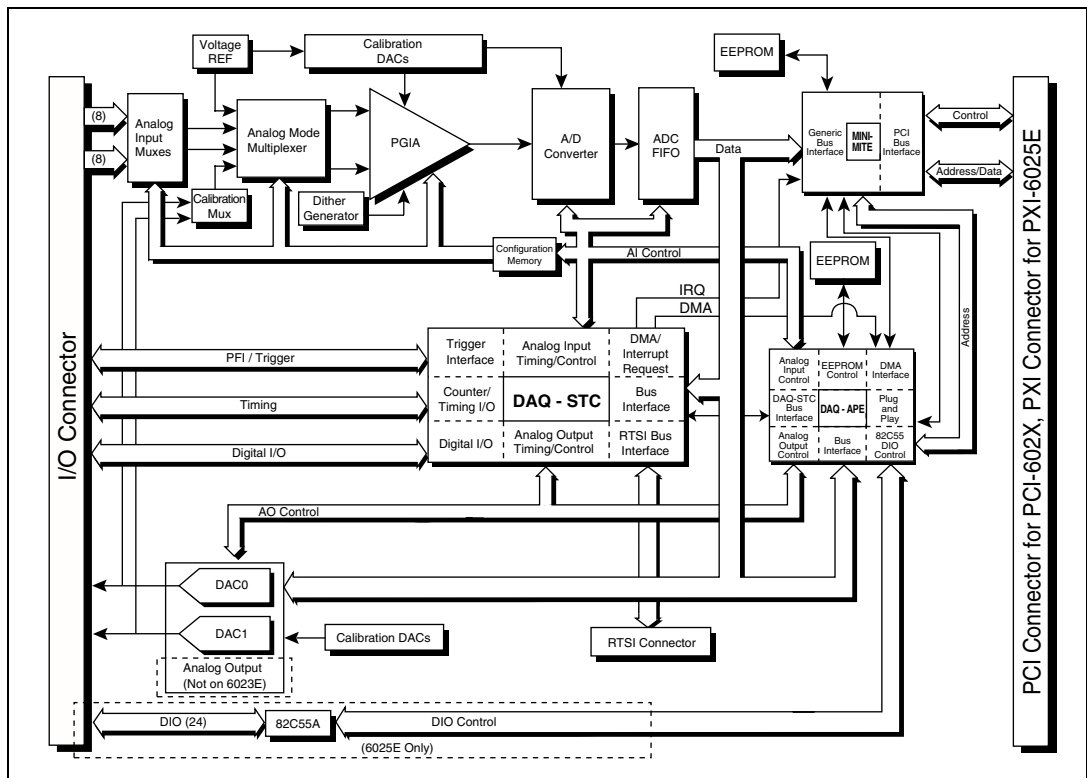 Voltage
REF
Calibration
DACs
EEPROM
(8)
(8)
Analog
Input
Muxes
Analog Mode
Multiplexer
PGIA
A/D
Converter
ADC
FIFO
Data
Generic
Bus
Interface
MINI-
MITE
PCI
Bus
Interface
Control
Address/Data
Calibration
Mux
Dither
Generator
Configuration
Memory
AI Control
EEPROM
IRQ
DMA
Address
I/O Connector
PCI Connector for PCI-602X, PXI Connector for PXI-6025E
PFI / Trigger
Timing
Digital I/O
Trigger
Interface
Analog Input
Timing/Control
DMA/
Interrupt
Request
Counter/
Timing I/O
DAQ - STC
Bus
Interface
Digital I/O
Analog Output
Timing/Control
RTSI Bus
Interface
Analog
Input
Control
EEPROM
Control
DMA
Interface
DAQ-STC
Bus
Interface
DAQ - APE
Plug
and
Play
Analog
Output
Control
Bus
Interface
82C55
DIO
Control
AO Control
DAC0
DAC1
Calibration DACs
RTSI Connector
Analog Output
(Not on 6023E)
DIO (24)
82C55A
DIO Control
(6025E Only)